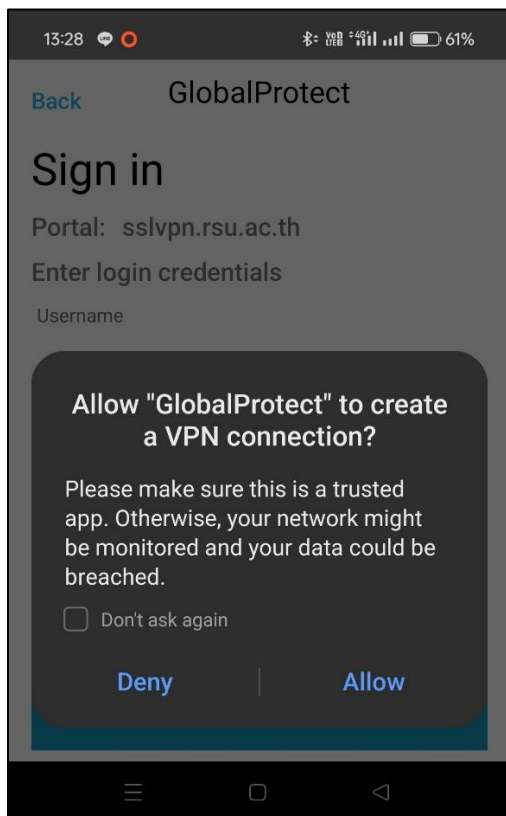 13:28 61%
Back GlobalProtect
Sign in
Portal: sslvpn.rsu.ac.th
Enter login credentials
Username
Allow "GlobalProtect" to create
a VPN connection?
Please make sure this is a trusted
app. Otherwise, your network might
be monitored and your data could be
breached.
Don't ask again
Deny Allow